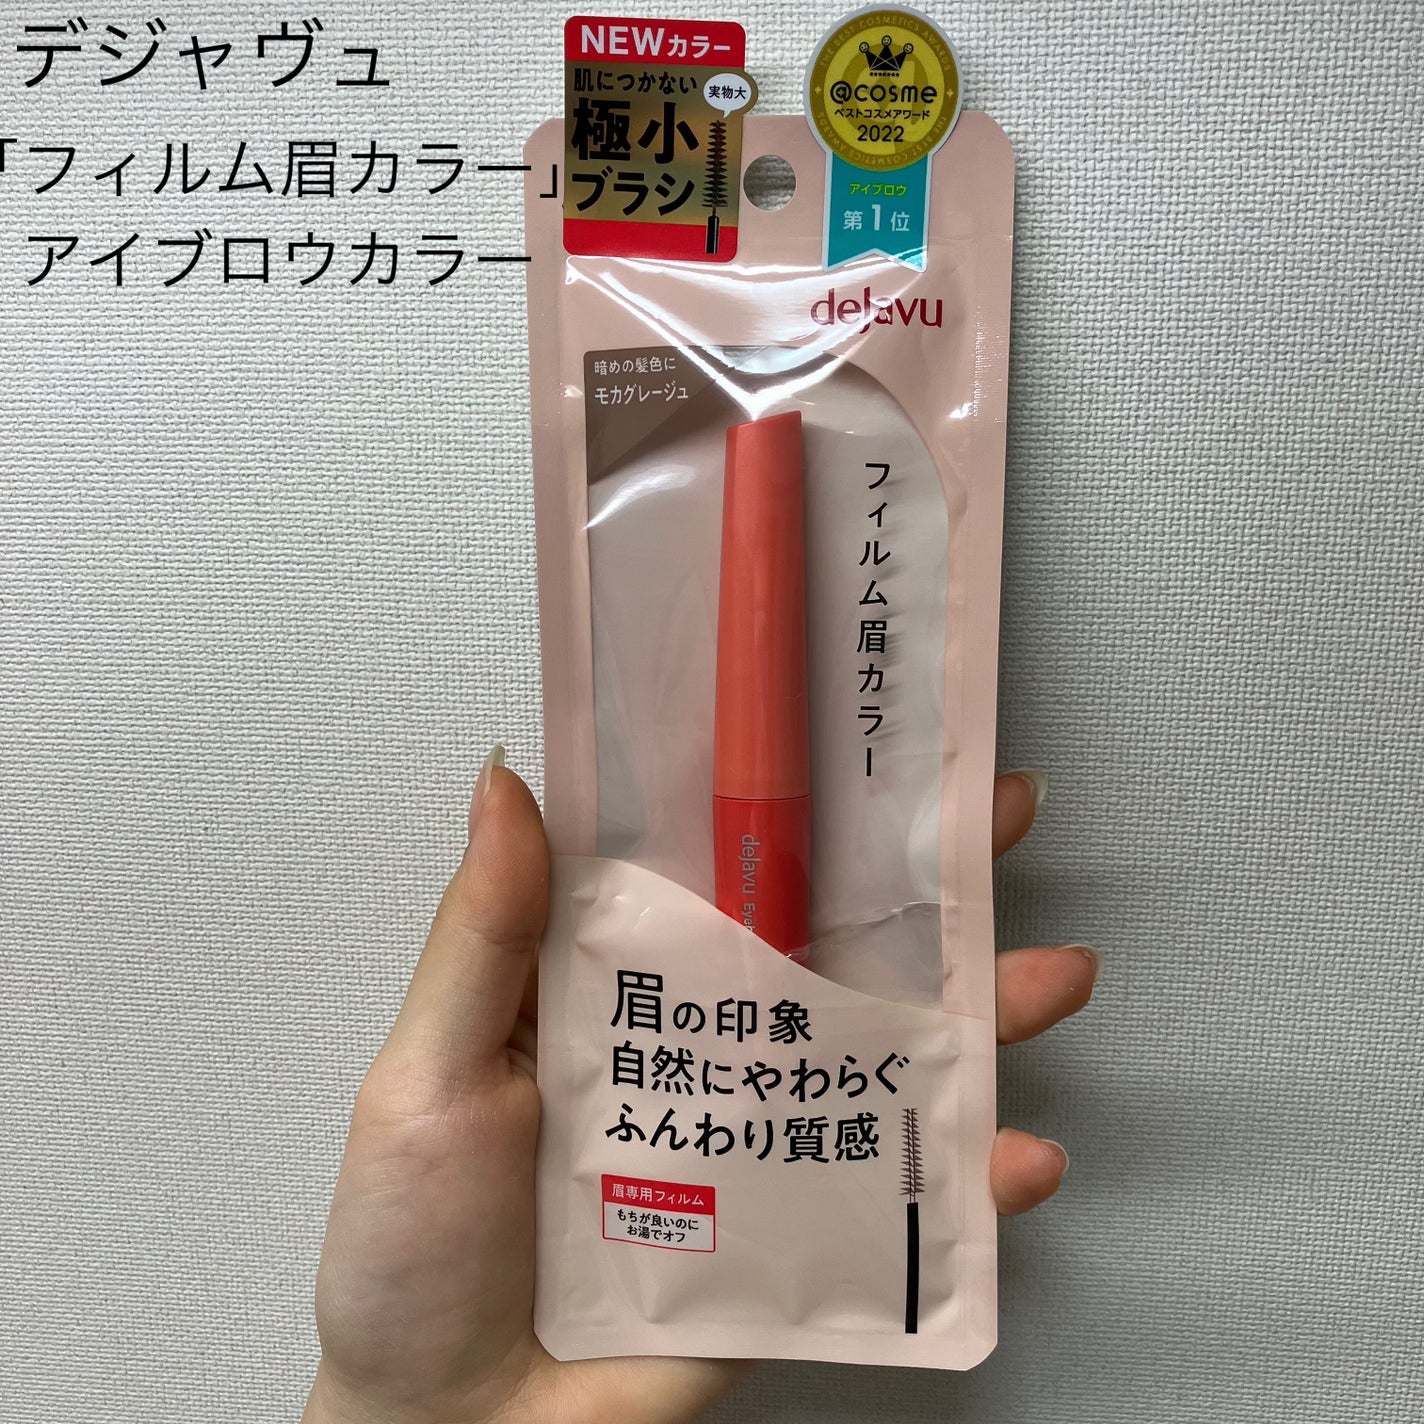 デジャヴュ
「フィルム眉カラー」
アイブロウカラー
NEWカラー
肌につかない
極小
ブラシ
実物大
THE BEST COSMETICS AWARDS
@cosme
ベストコスメアワード
2022
アイブロウ
第1位
dejavu
暗めの髪色に
モカグレージュ
フィルム眉カラー
dejavu
眉の印象
自然にやわらぐ
ふんわり質感
眉専用フィルム
もちが良いのに
お湯でオフ